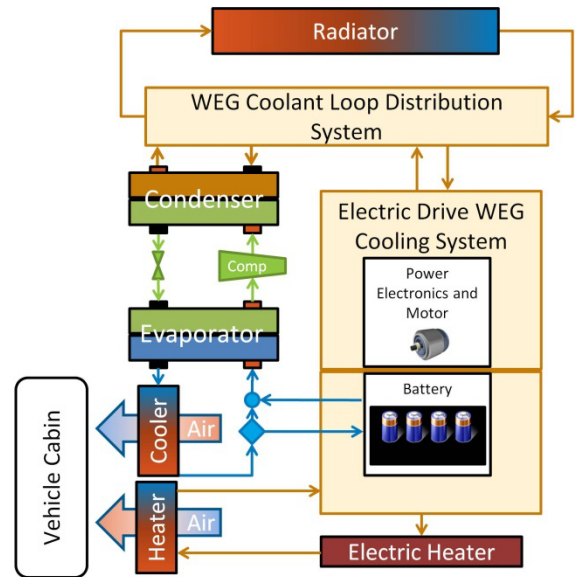 Radiator
WEG Coolant Loop Distribution
System
Condenser
Electric Drive WEG
Cooling System
Comp
Power
Electronics and
Motor
Evaporator
Battery
Vehicle Cabin
Cooler
Air
Heater
Air
Electric Heater